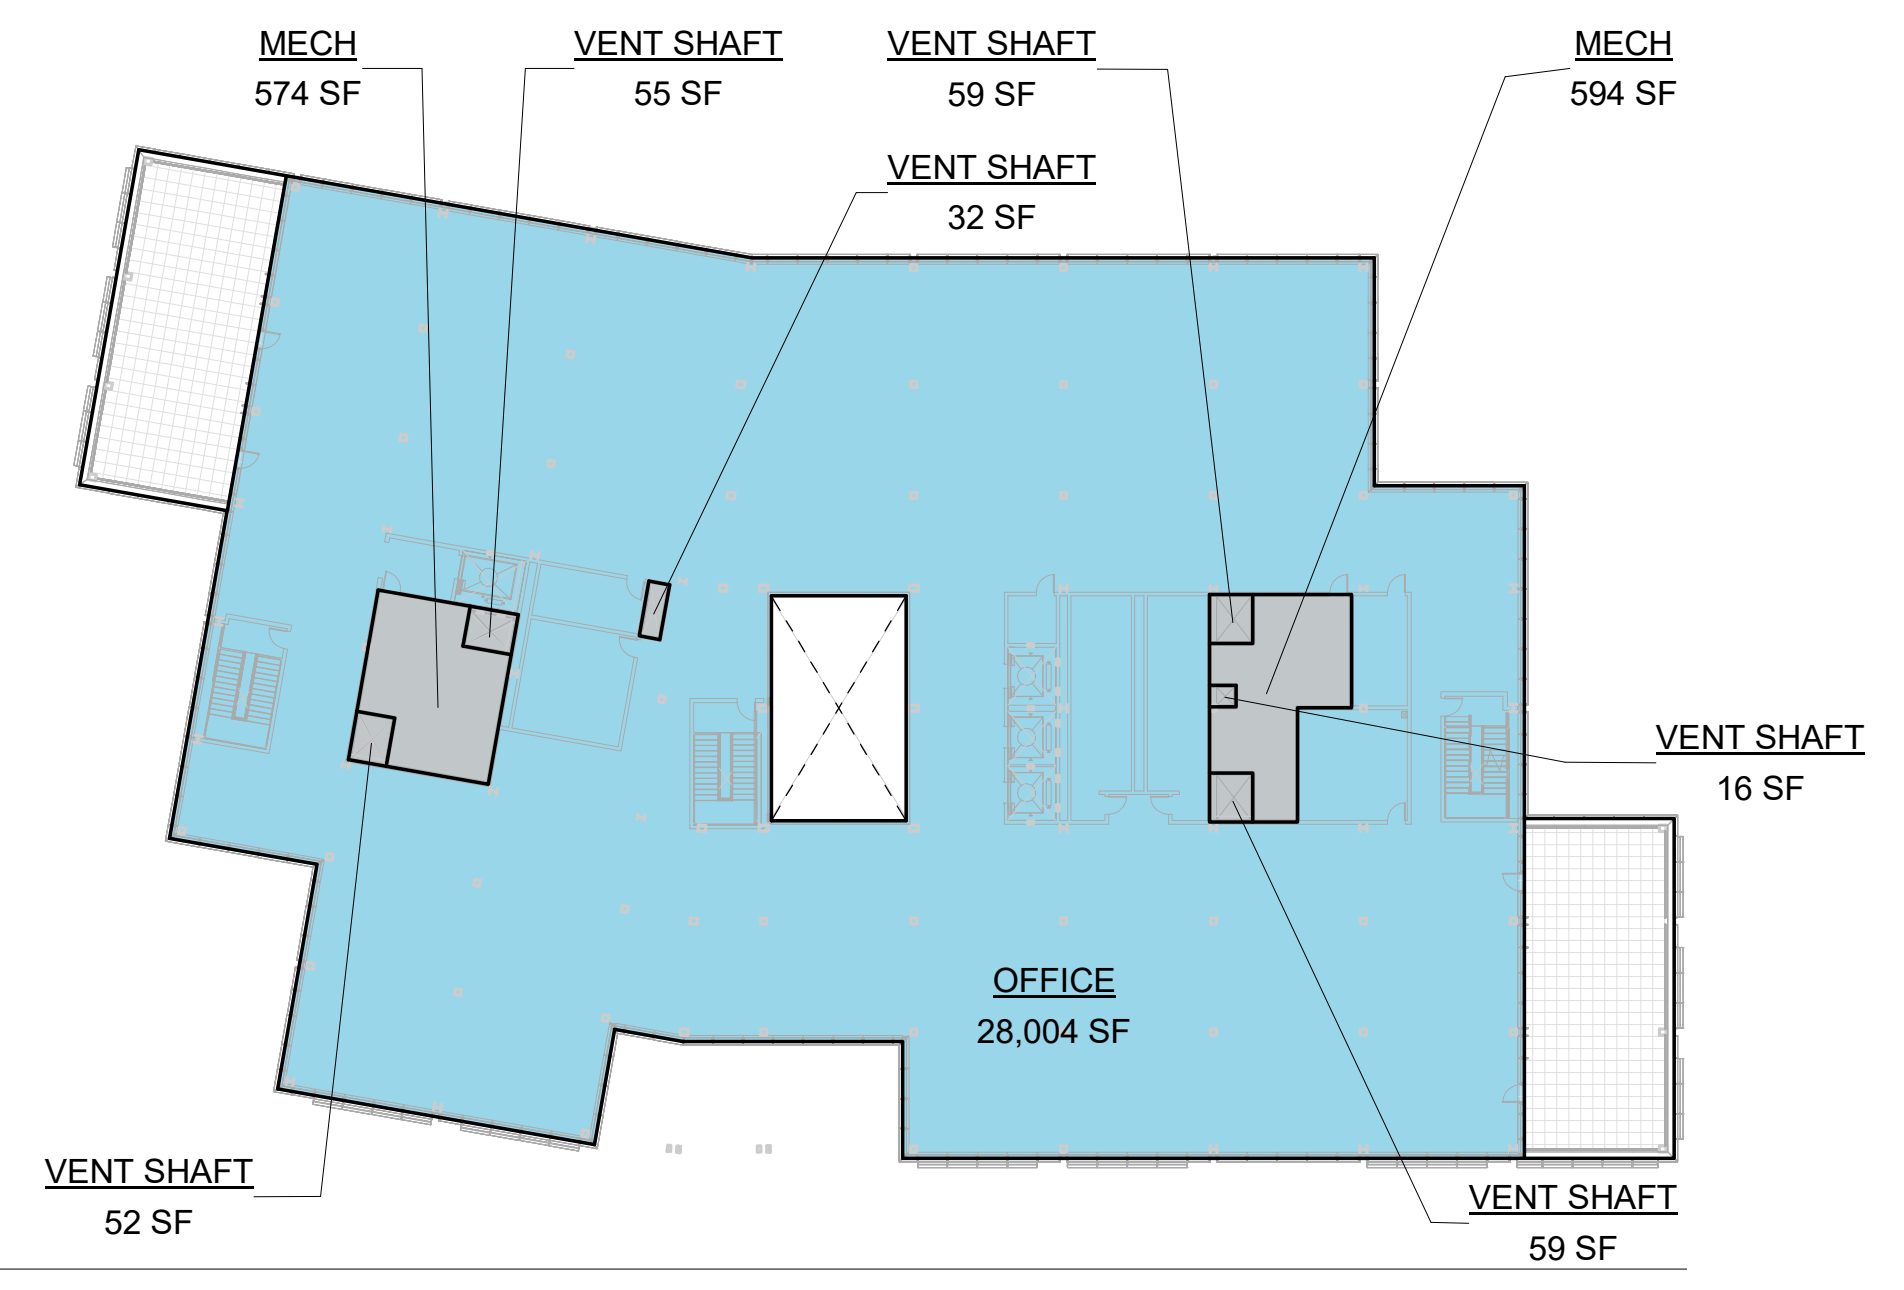 MECH
574 SF
VENT SHAFT
55 SF
VENT SHAFT
59 SF
MECH
594 SF
VENT SHAFT
32 SF
VENT SHAFT
16 SF
OFFICE
28,004 SF
VENT SHAFT
52 SF
VENT SHAFT
59 SF